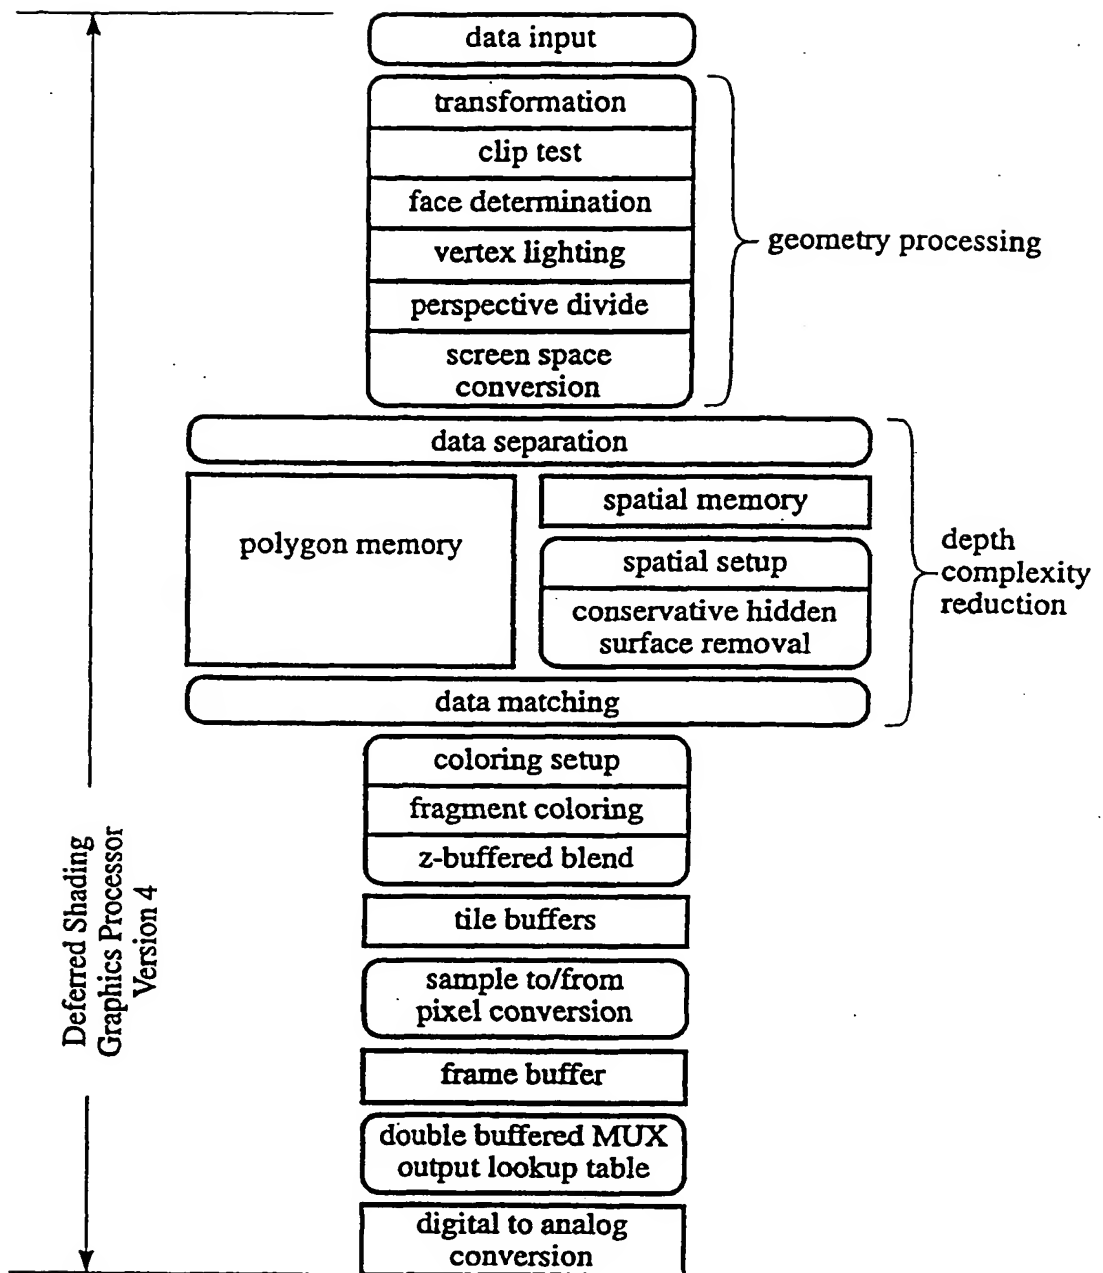 data input
transformation
clip test
face determination
vertex lighting
perspective divide
screen space
conversion
geometry processing
data separation
polygon memory
spatial memory
spatial setup
conservative hidden
surface removal
depth
complexity
reduction
data matching
coloring setup
fragment coloring
z-buffered blend
tile buffers
sample to/from
pixel conversion
frame buffer
double buffered MUX
output lookup table
digital to analog
conversion
Deferred Shading
Graphics Processor
Version 4